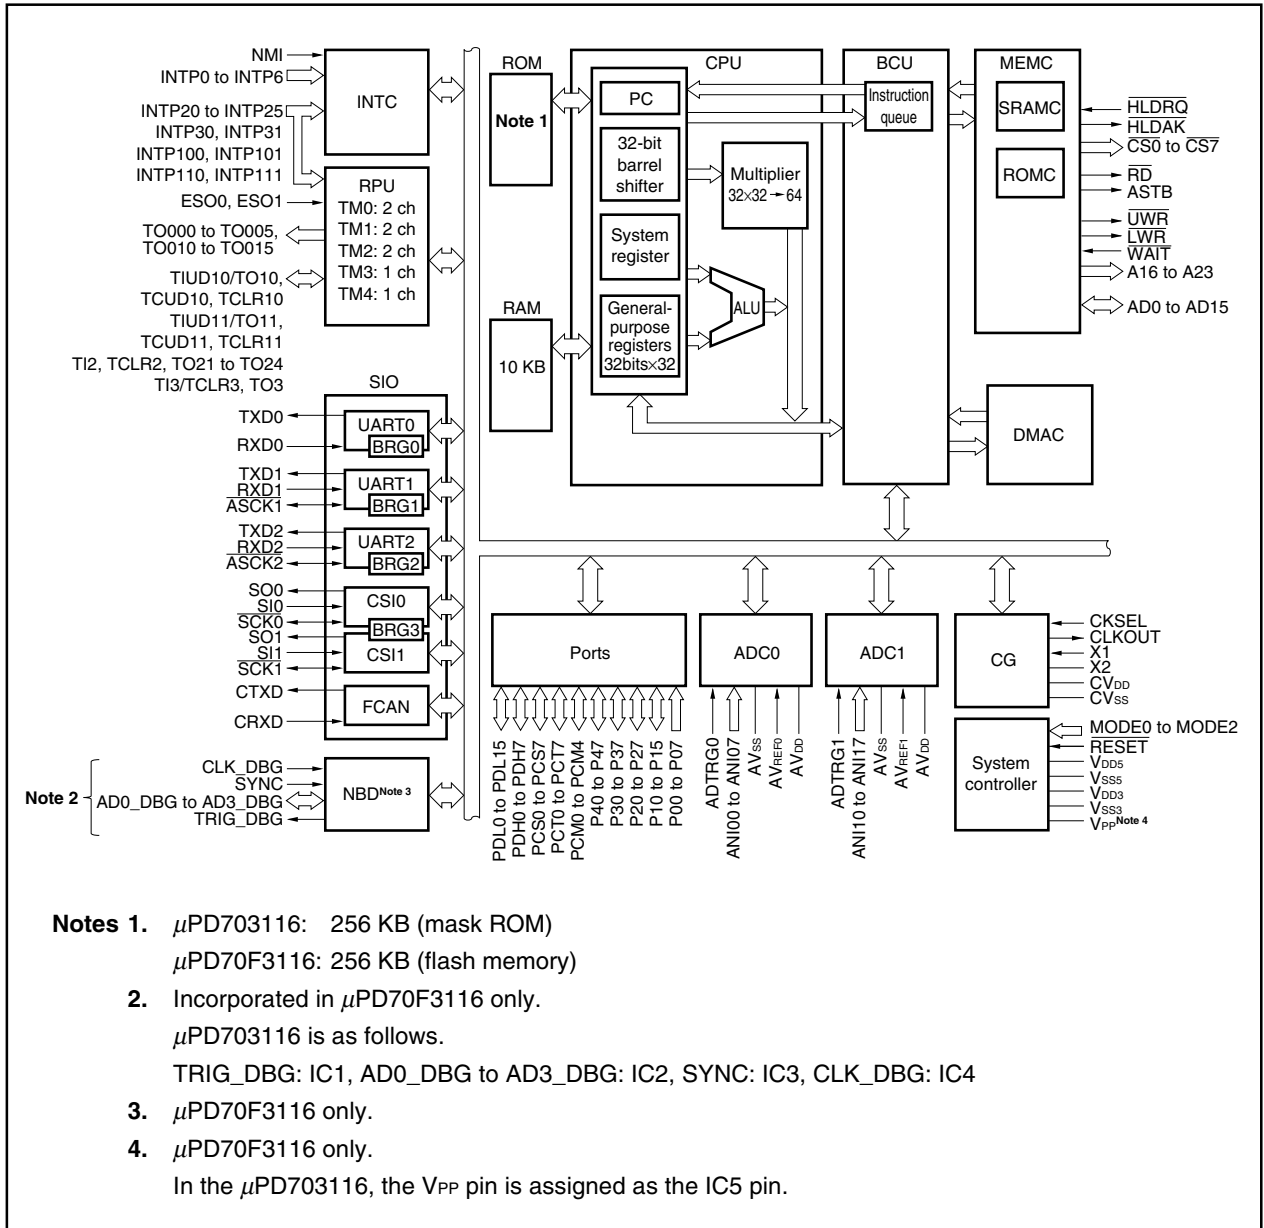 NMI
INTP0 to INTP6
INTP20 to INTP25
INTP30, INTP31
INTP100, INTP101
INTP110, INTP111
ESO0, ESO1
TO000 to TO005,
TO010 to TO015
TIUD10/TO10,
TCUD10, TCLR10
TIUD11/TO11,
TCUD11, TCLR11
TI2, TCLR2, TO21 to TO24
TI3/TCLR3, TO3
INTC
RPU
TM0: 2 ch
TM1: 2 ch
TM2: 2 ch
TM3: 1 ch
TM4: 1 ch
SIO
TXD0
RXD0
UART0
BRG0
TXD1
RXD1
ASCK1
UART1
BRG1
TXD2
RXD2
ASCK2
UART2
BRG2
SO0
SI0
SCK0
CSI0
BRG3
SO1
SI1
SCK1
CSI1
CTXD
CRXD
FCAN
Note 2
CLK_DBG
SYNC
AD0_DBG to AD3_DBG
TRIG_DBG
NBD Note 3
ROM
Note 1
RAM
10 KB
CPU
PC
32-bit
barrel
shifter
System
register
General-
purpose
registers
32bits×32
Multiplier
32×32 → 64
ALU
BCU
Instruction
queue
MEMC
SRAMC
ROMC
HLDRQ
HLDAK
CS0 to CS7
RD
ASTB
UWR
LWR
WAIT
A16 to A23
AD0 to AD15
DMAC
Ports
PDL0 to PDL15
PDH0 to PDH7
PCS0 to PCS7
PCT0 to PCT7
PCM0 to PCM4
P40 to P47
P30 to P37
P20 to P27
P10 to P15
P00 to P07
ADC0
ADTRG0
ANI00 to ANI07
AVSS
AVREF0
AVDD
ADC1
ADTRG1
ANI10 to ANI17
AVSS
AVREF1
AVDD
CG
CKSEL
CLKOUT
X1
X2
CVDD
CVSS
System
controller
MODE0 to MODE2
RESET
VDD5
VSS5
VDD3
VSS3
VPP Note 4
Notes 1. μPD703116: 256 KB (mask ROM)
μPD70F3116: 256 KB (flash memory)
2. Incorporated in μPD70F3116 only.
μPD703116 is as follows.
TRIG_DBG: IC1, AD0_DBG to AD3_DBG: IC2, SYNC: IC3, CLK_DBG: IC4
3. μPD70F3116 only.
4. μPD70F3116 only.
In the μPD703116, the VPP pin is assigned as the IC5 pin.